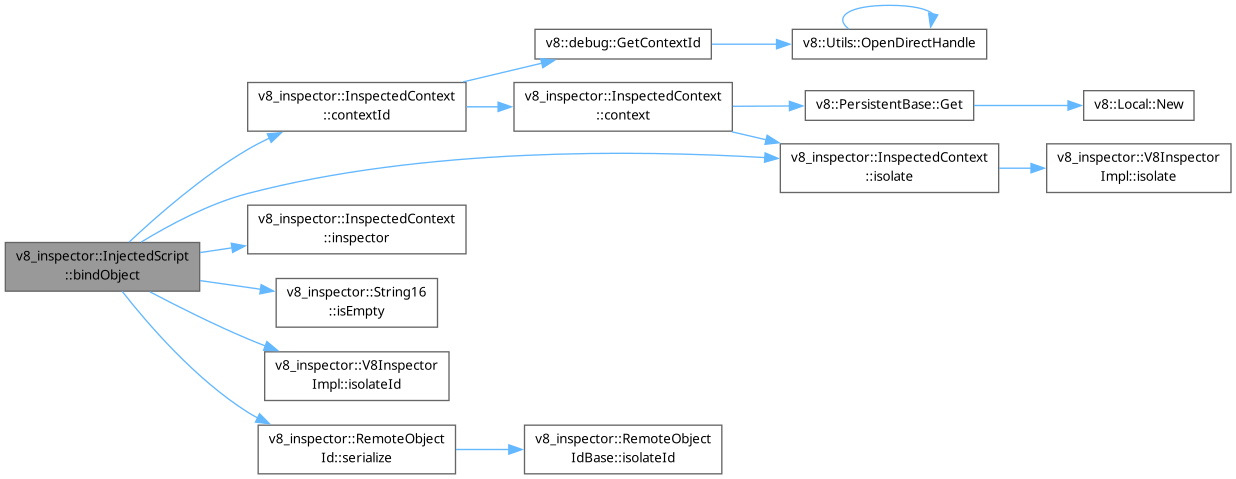 v8_inspector::InjectedScript
::bindObject
v8_inspector::InspectedContext
::contextId
v8::debug::GetContextId
v8::Utils::OpenDirectHandle
v8_inspector::InspectedContext
::context
v8::PersistentBase::Get
v8::Local::New
v8_inspector::InspectedContext
::isolate
v8_inspector::V8Inspector
Impl::isolate
v8_inspector::InspectedContext
::inspector
v8_inspector::String16
::isEmpty
v8_inspector::V8Inspector
Impl::isolateId
v8_inspector::RemoteObject
Id::serialize
v8_inspector::RemoteObject
IdBase::isolateId